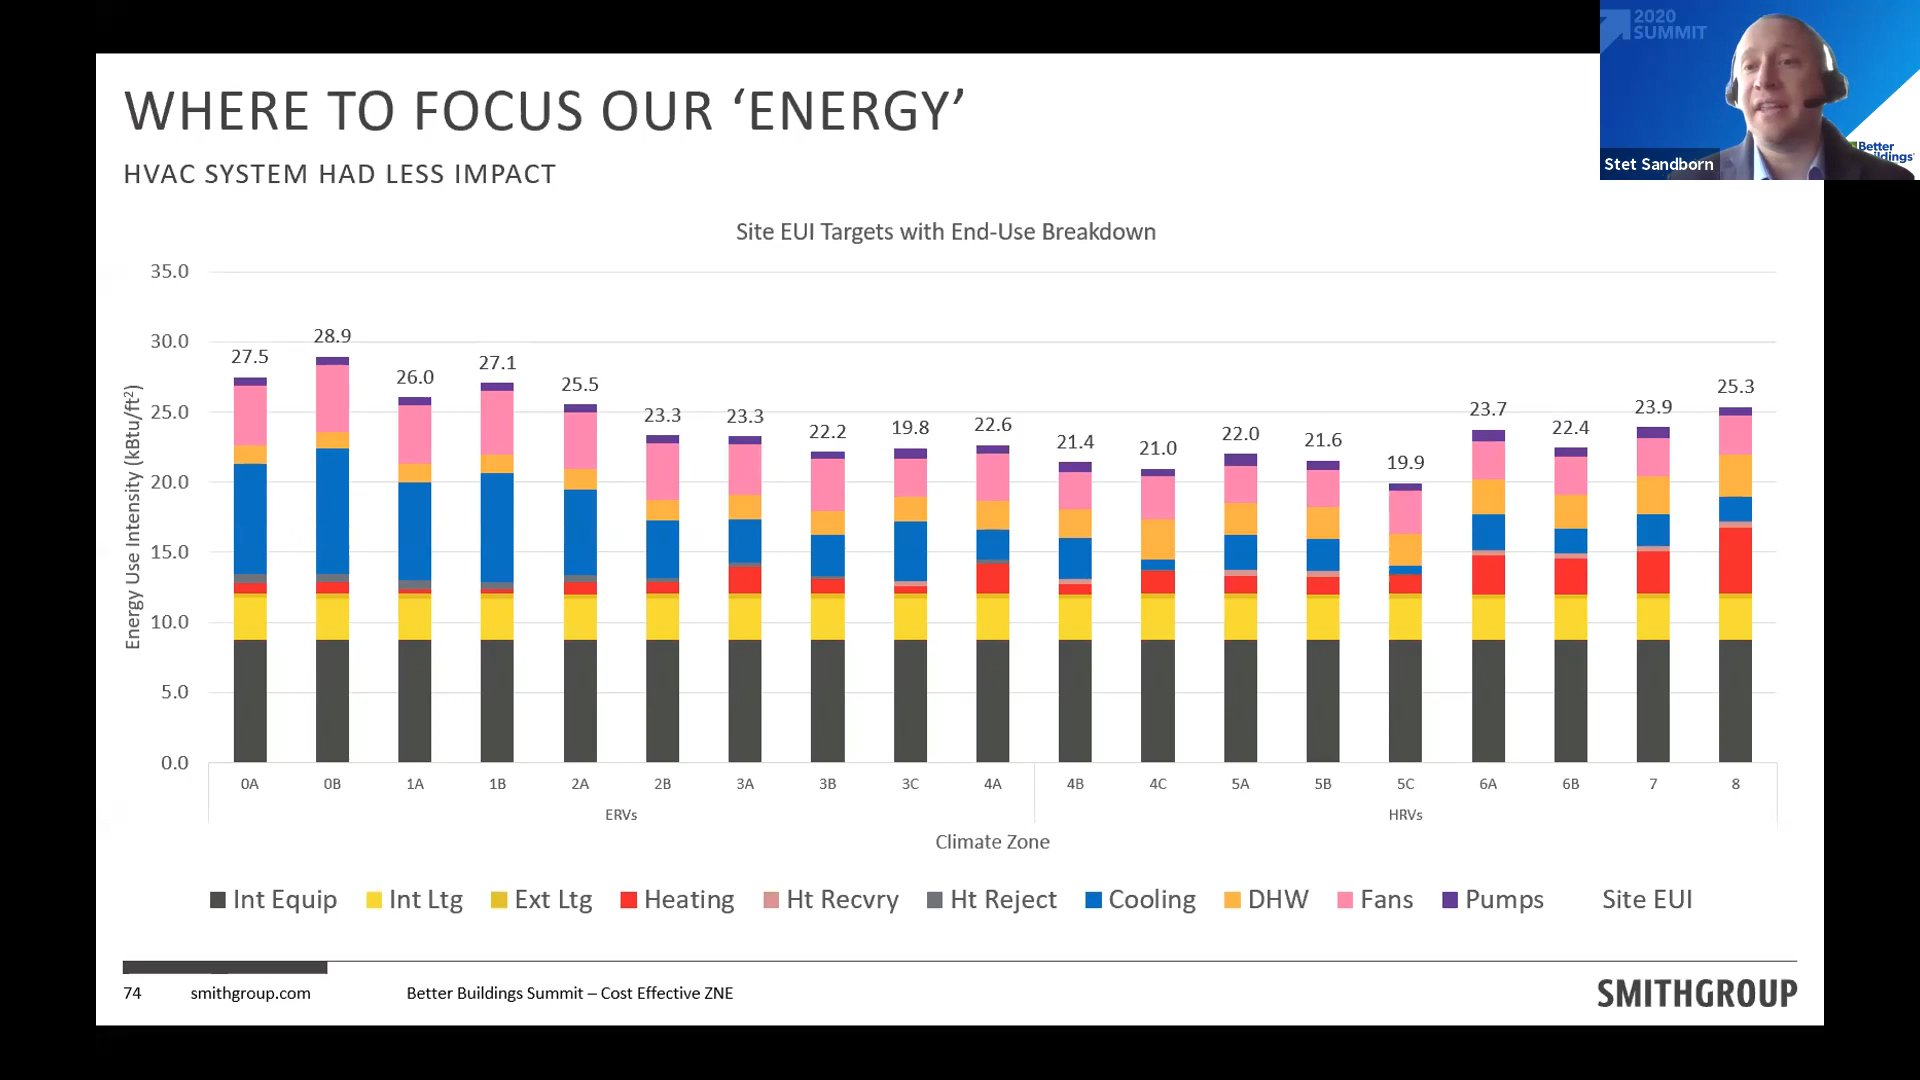 2020
SUMMIT
Better
ildings
Stet Sandborn
WHERE TO FOCUS OUR ‘ENERGY’
HVAC SYSTEM HAD LESS IMPACT
Site EUI Targets with End-Use Breakdown
Energy Use Intensity (kBtu/ft²)
35.0
30.0
25.0
20.0
15.0
10.0
5.0
0.0
27.5 28.9 26.0 27.1 25.5 23.3 23.3 22.2 19.8 22.6 21.4 21.0 22.0 21.6 19.9 23.7 22.4 23.9 25.3
0A 0B 1A 1B 2A 2B 3A 3B 3C 4A 4B 4C 5A 5B 5C 6A 6B 7 8
ERVs HRVs
Climate Zone
Int Equip Int Ltg Ext Ltg Heating Ht Recvry Ht Reject Cooling DHW Fans Pumps Site EUI
74 smithgroup.com Better Buildings Summit – Cost Effective ZNE SMITHGROUP